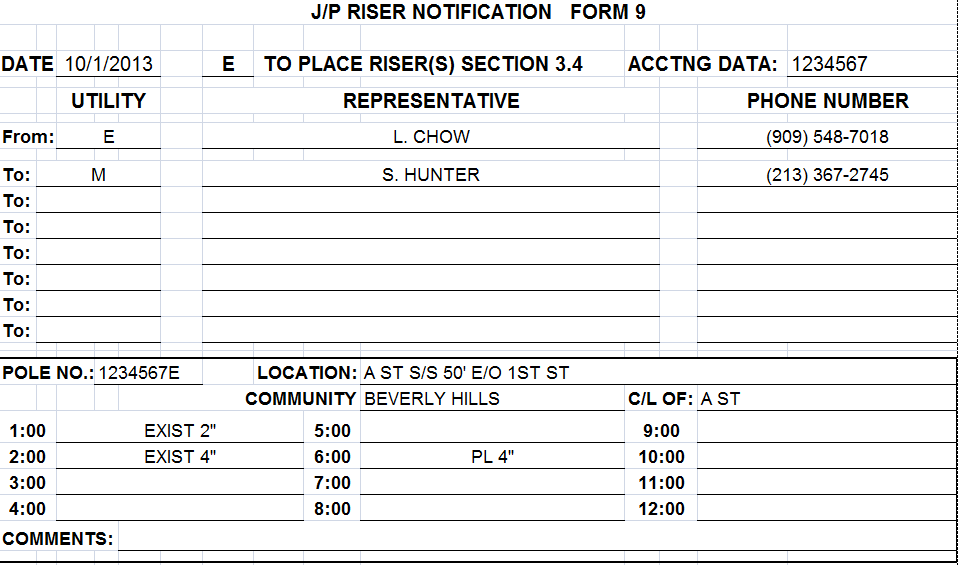 J/P RISER NOTIFICATION FORM 9
DATE 10/1/2013 E TO PLACE RISER(S) SECTION 3.4 ACCTNG DATA: 1234567
UTILITY REPRESENTATIVE PHONE NUMBER
From: E L. CHOW (909) 548-7018
To: M S. HUNTER (213) 367-2745
To:
To:
To:
To:
To:
To:
POLE NO.: 1234567E LOCATION: A ST S/S 50' E/O 1ST ST
COMMUNITY BEVERLY HILLS C/L OF: A ST
1:00 EXIST 2" 5:00 9:00
2:00 EXIST 4" 6:00 PL 4" 10:00
3:00 7:00 11:00
4:00 8:00 12:00
COMMENTS: